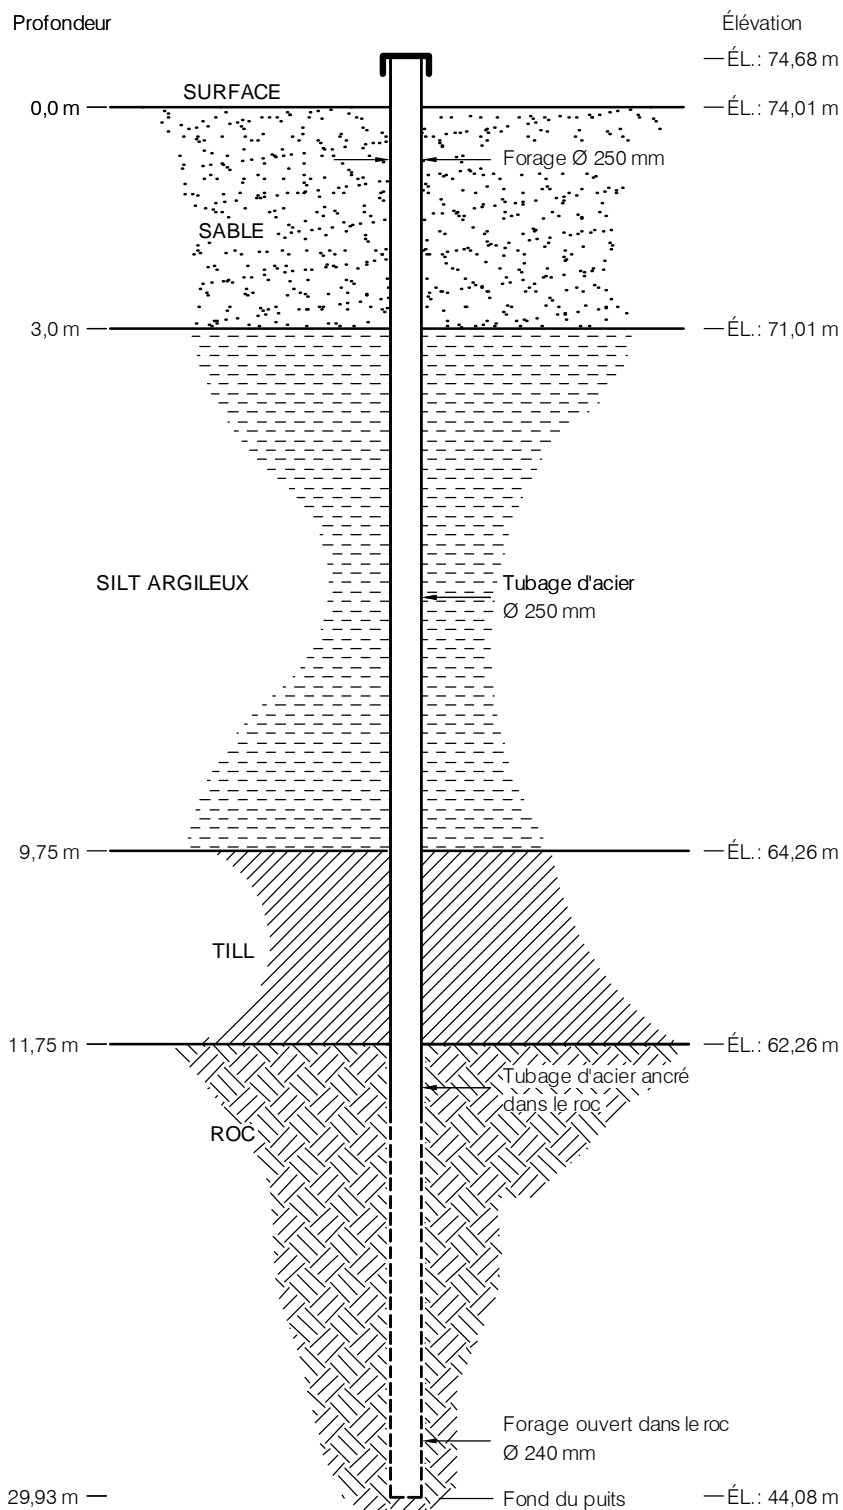 Profondeur
Élévation
ÉL.: 74,68 m
SURFACE
0,0 m
ÉL.: 74,01 m
Forage Ø 250 mm
SABLE
3,0 m
ÉL.: 71,01 m
SILT ARGILEUX
Tubage d'acier
Ø 250 mm
9,75 m
ÉL.: 64,26 m
TILL
11,75 m
ÉL.: 62,26 m
Tubage d'acier ancré
dans le roc
ROC
Forage ouvert dans le roc
Ø 240 mm
29,93 m
Fond du puits
ÉL.: 44,08 m